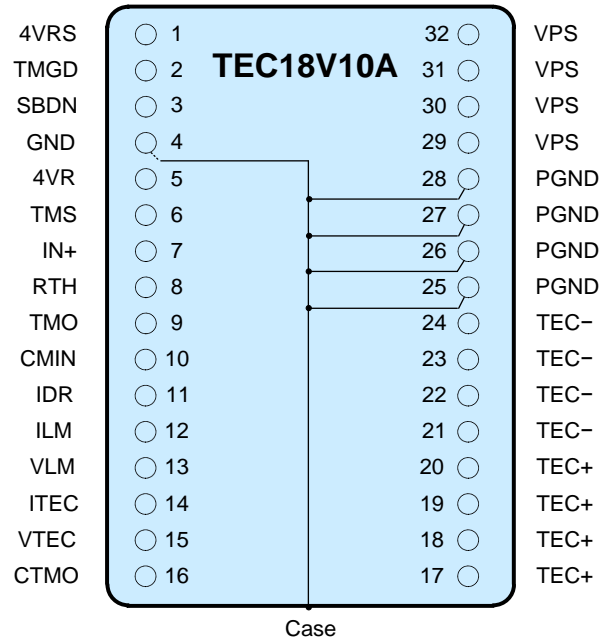 4VRS 1 32 VPS
TMGD 2 TEC18V10A 31 VPS
SBDN 3 30 VPS
GND 4 29 VPS
4VR 5 28 PGND
TMS 6 27 PGND
IN+ 7 26 PGND
RTH 8 25 PGND
TMO 9 24 TEC−
CMIN 10 23 TEC−
IDR 11 22 TEC−
ILM 12 21 TEC−
VLM 13 20 TEC+
ITEC 14 19 TEC+
VTEC 15 18 TEC+
CTMO 16 17 TEC+
Case